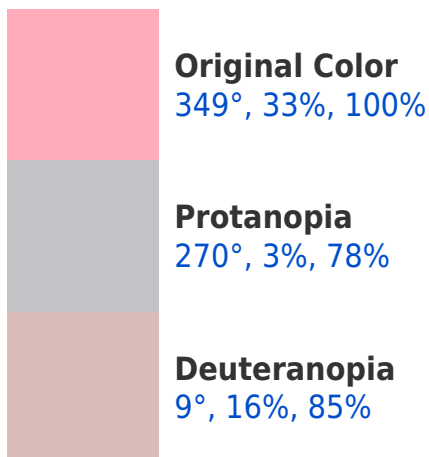 Original Color
349°, 33%, 100%
Protanopia
270°, 3%, 78%
Deuteranopia
9°, 16%, 85%